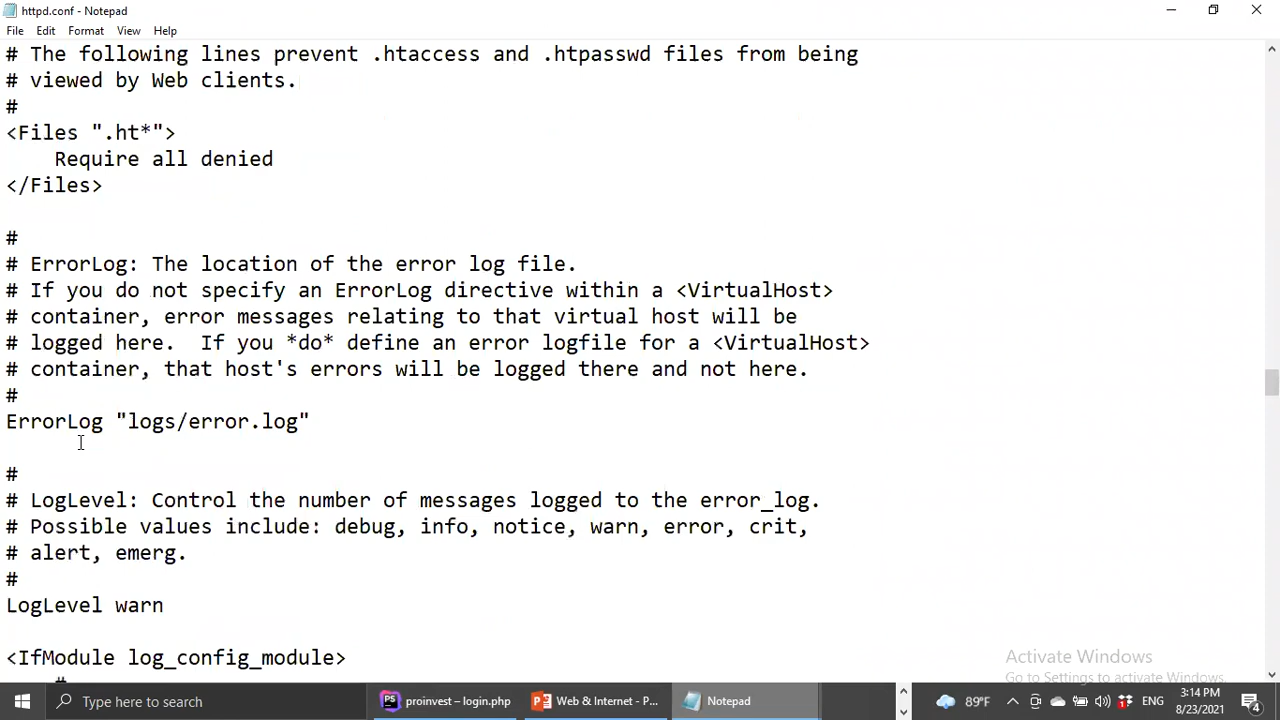 httpd.conf - Notepad
File Edit Format View Help
# The following lines prevent .htaccess and .htpasswd files from being
# viewed by Web clients.
#
<Files ".ht*">
    Require all denied
</Files>
#
# ErrorLog: The location of the error log file.
# If you do not specify an ErrorLog directive within a <VirtualHost>
# container, error messages relating to that virtual host will be
# logged here.  If you *do* define an error logfile for a <VirtualHost>
# container, that host's errors will be logged there and not here.
#
ErrorLog "logs/error.log"
#
# LogLevel: Control the number of messages logged to the error_log.
# Possible values include: debug, info, notice, warn, error, crit,
# alert, emerg.
#
LogLevel warn
<IfModule log_config_module>
#
Activate Windows
Go to Settings to activate Windows.
Type here to search
PS proinvest – login.php
Web & Internet - P...
Notepad
89°F
ENG
3:14 PM
8/23/2021
4